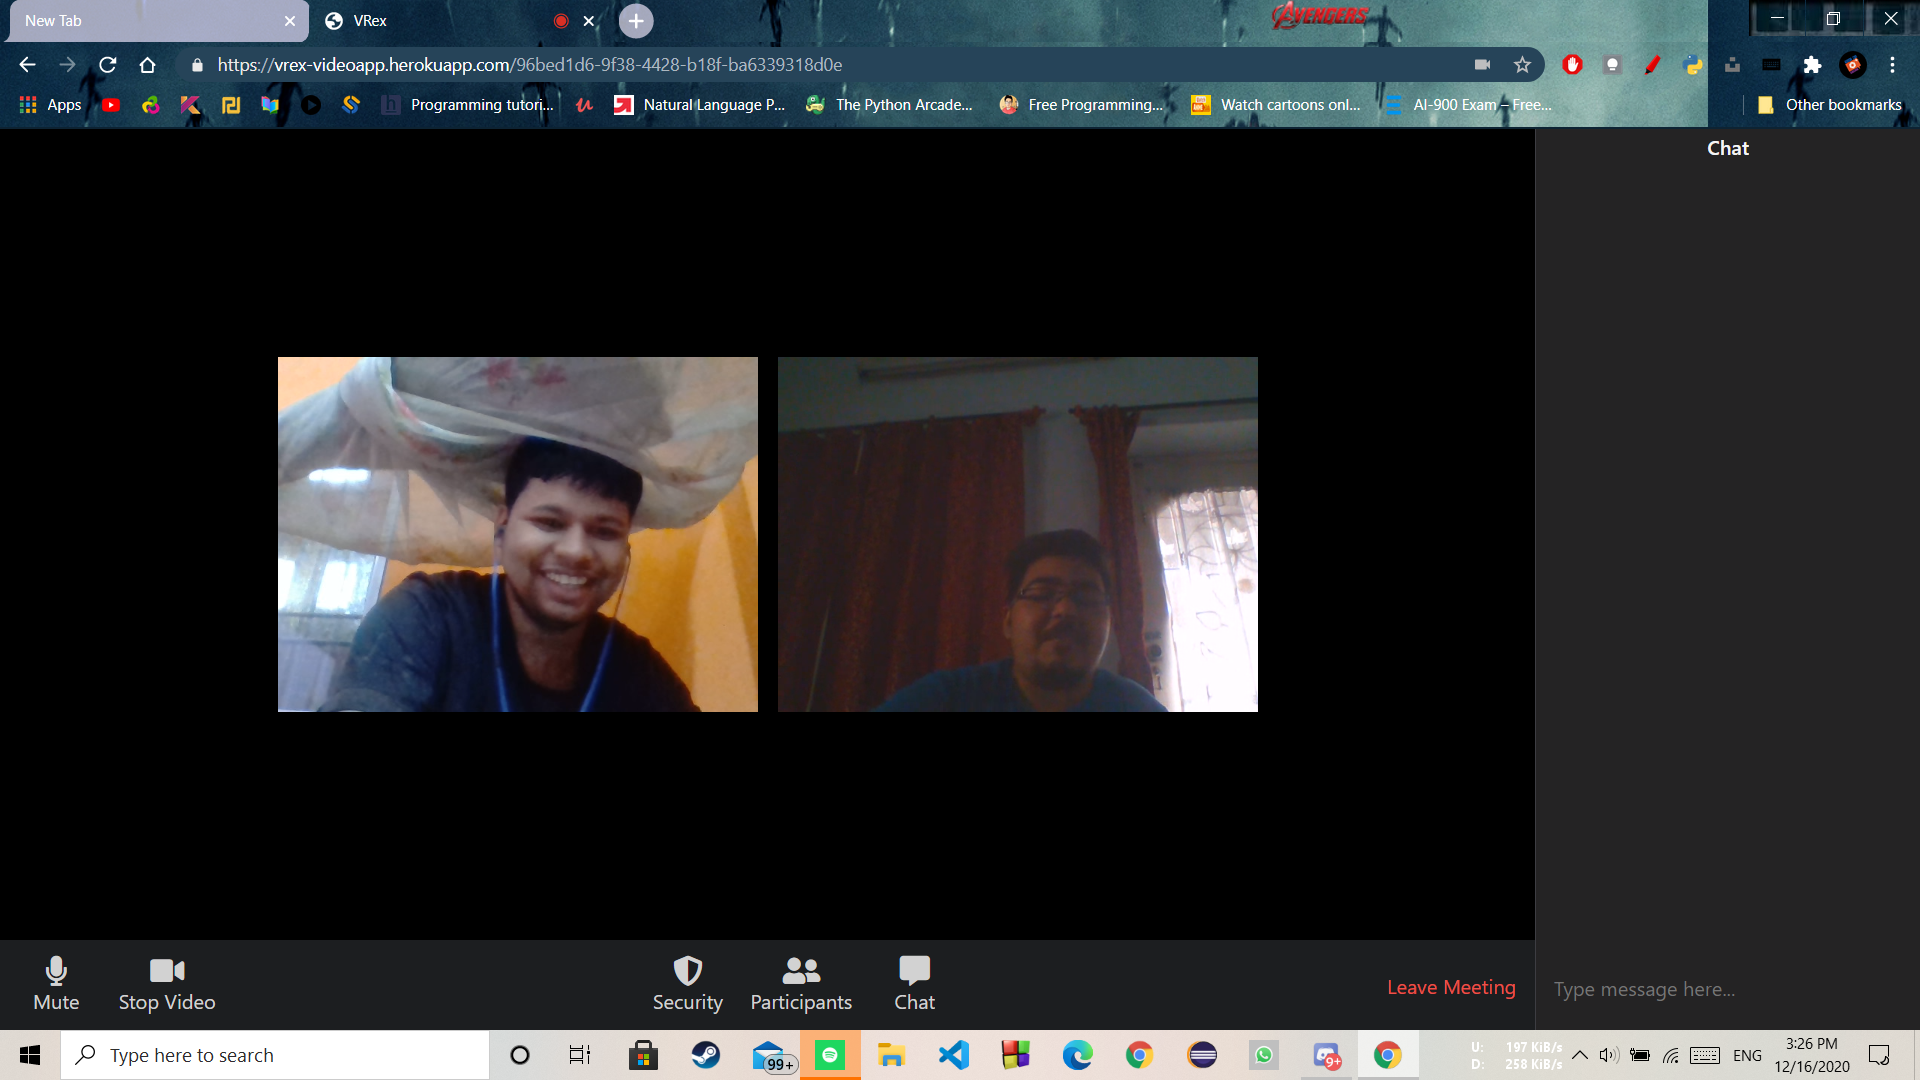 New Tab
VRex
AVENGERS
https://vrex-videoapp.herokuapp.com/96bed1d6-9f38-4428-b18f-ba6339318d0e
Apps
Programming tutori...
Natural Language P...
The Python Arcade...
Free Programming...
Watch cartoons onl...
AI-900 Exam – Free...
Other bookmarks
Chat
Mute
Stop Video
Security
Participants
Chat
Leave Meeting
Type message here...
Type here to search
99+
9+
U: 197 KiB/s
D: 258 KiB/s
ENG
3:26 PM
12/16/2020